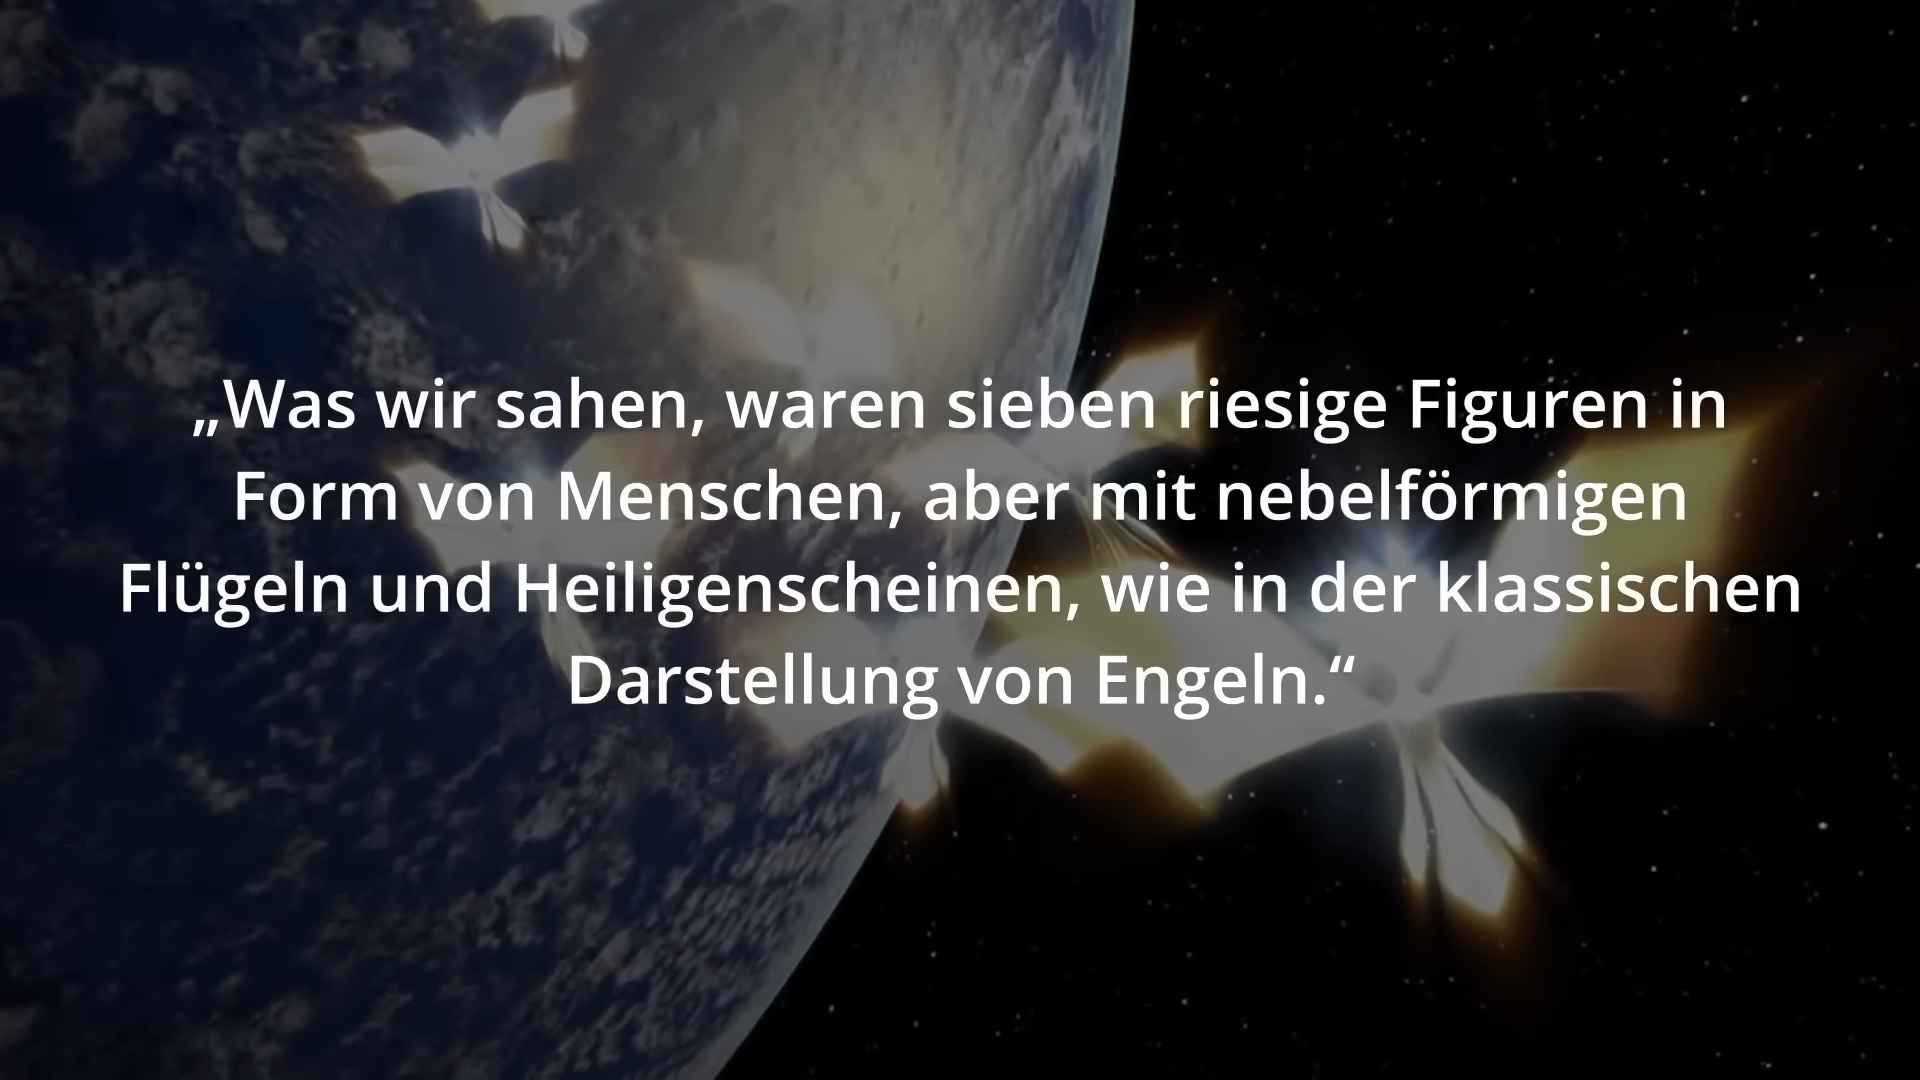 „Was wir sahen, waren sieben riesige Figuren in
Form von Menschen, aber mit nebelförmigen
Flügeln und Heiligenscheinen, wie in der klassischen
Darstellung von Engeln.“